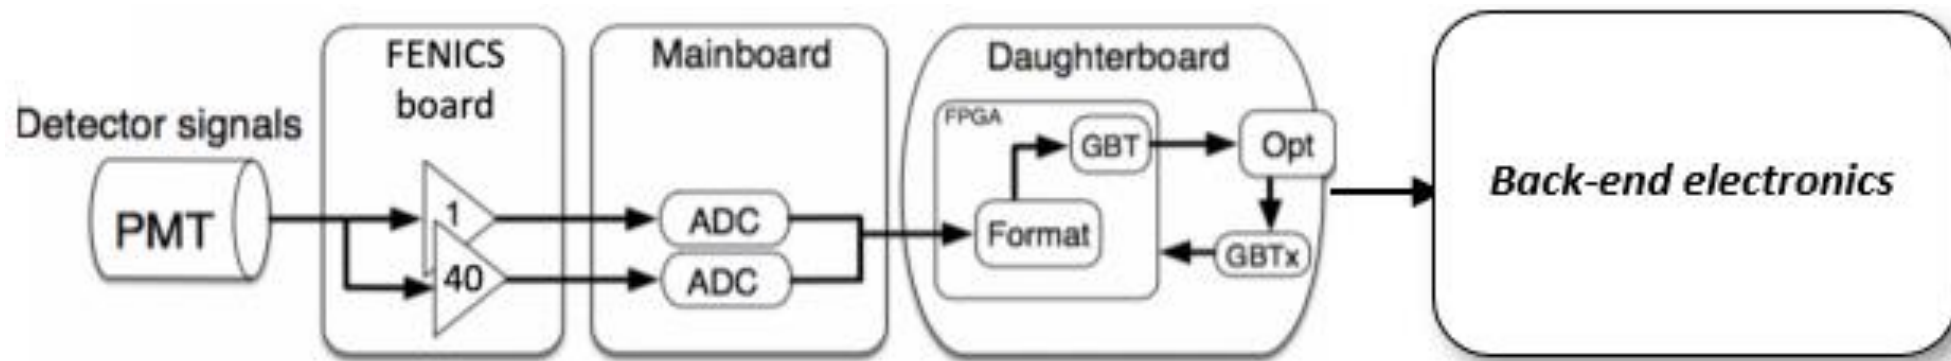 Detector signals
PMT
FENICS
board
1
40
Mainboard
ADC
ADC
Daughterboard
FPGA
GBT
Format
Opt
GBTx
Back-end electronics